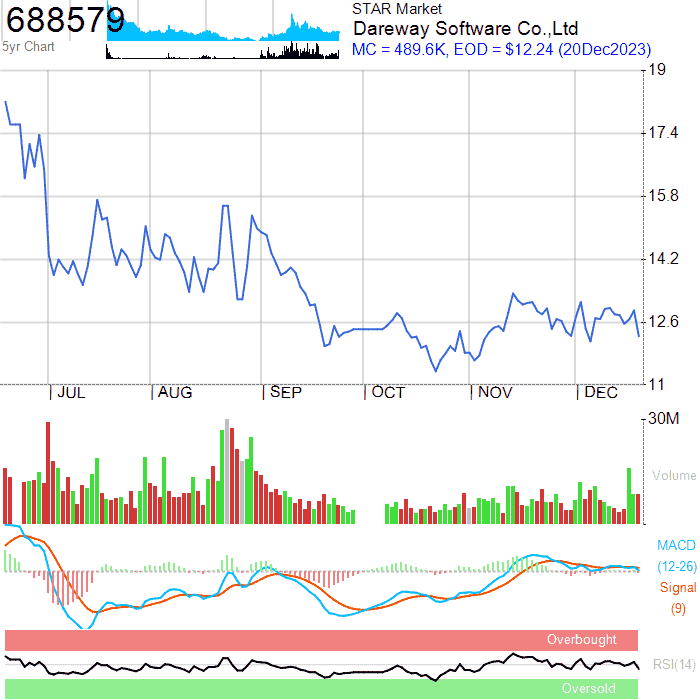 688579
5yr Chart
STAR Market
Dareway Software Co.,Ltd
MC = 489.6K, EOD = $12.24 (20Dec2023)
19
17.4
15.8
14.2
12.6
11
JUL AUG SEP OCT NOV DEC
30M
Volume
MACD
(12-26)
Signal
(9)
Overbought
RSI(14)
Oversold